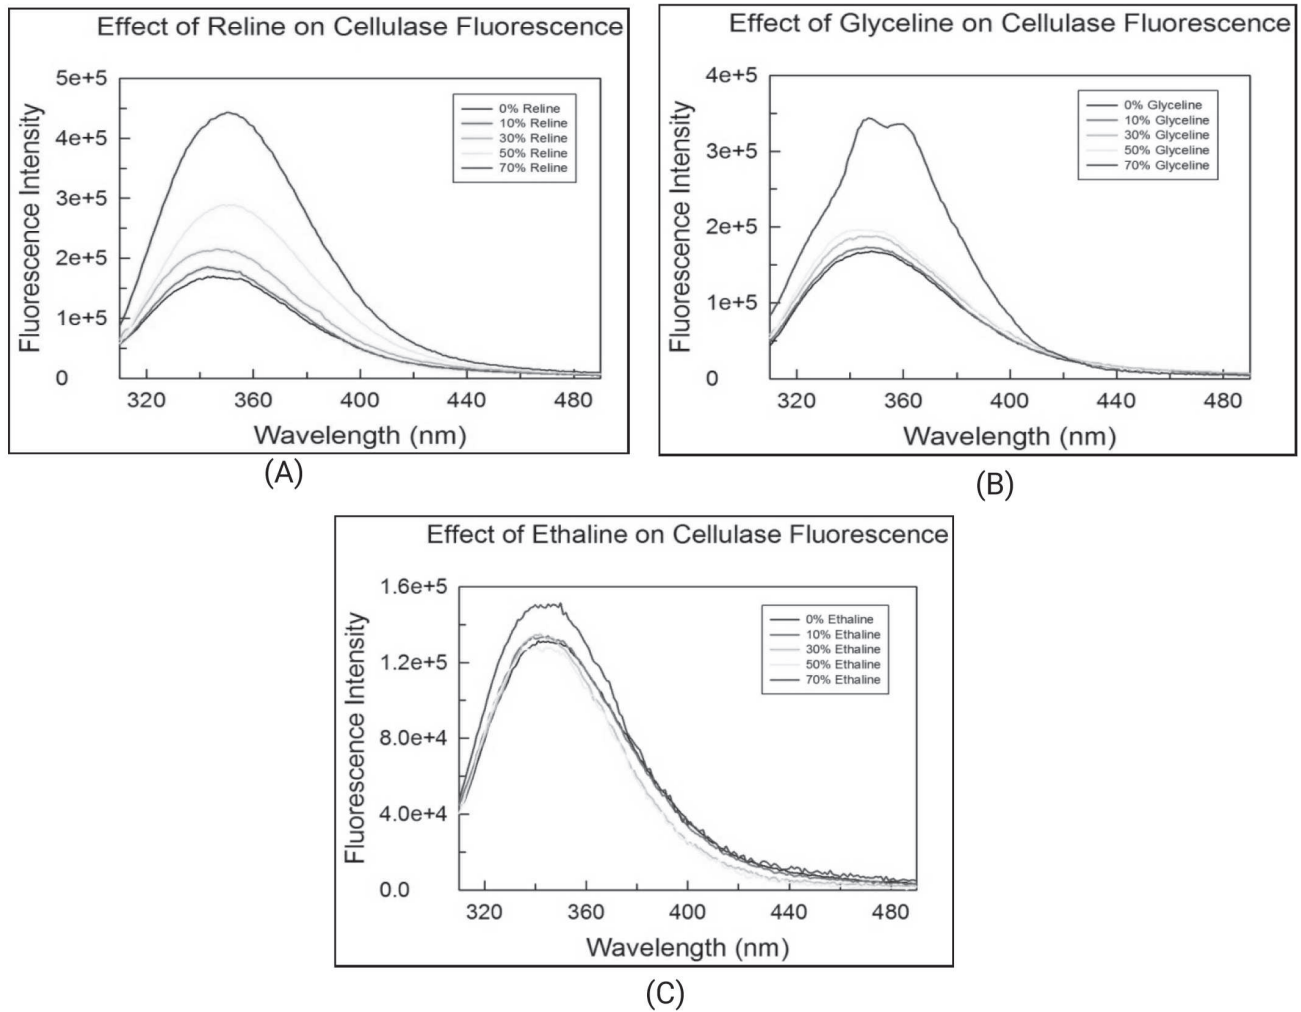 Effect of Reline on Cellulase Fluorescence
Fluorescence Intensity
5e+5
4e+5
3e+5
2e+5
1e+5
0
0% Reline
10% Reline
30% Reline
50% Reline
70% Reline
320 360 400 440 480
Wavelength (nm)
(A)
Effect of Glyceline on Cellulase Fluorescence
Fluorescence Intensity
4e+5
3e+5
2e+5
1e+5
0
0% Glyceline
10% Glyceline
30% Glyceline
50% Glyceline
70% Glyceline
320 360 400 440 480
Wavelength (nm)
(B)
Effect of Ethaline on Cellulase Fluorescence
Fluorescence Intensity
1.6e+5
1.2e+5
8.0e+4
4.0e+4
0.0
0% Ethaline
10% Ethaline
30% Ethaline
50% Ethaline
70% Ethaline
320 360 400 440 480
Wavelength (nm)
(C)